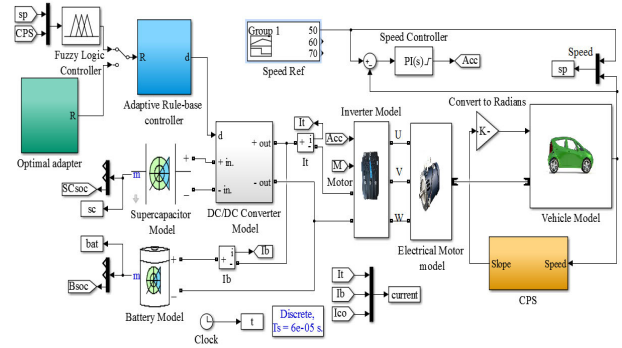 sp
CPS
Fuzzy Logic
Controller
R
d
Adaptive Rule-base
controller
R
Optimal adapter
Group 1
50
60
70
Speed Ref
Speed Controller
+
-
PI(s)
Acc
Speed
sp
Convert to Radians
-K-
Vehicle Model
Inverter Model
It
Acc
M
Motor
+ i
-
It
U
V
W
Electrical Motor
model
d
+ in.
- in.
+ out
- out
DC/DC Converter
Model
+
-
m
SCsoc
sc
Supercapacitor
Model
bat
m
Bsoc
+
-
Battery Model
+ i
-
Ib
Ib
Slope
Speed
CPS
It
Ib
Ico
current
Clock
t
Discrete,
Ts = 6e-05 s.